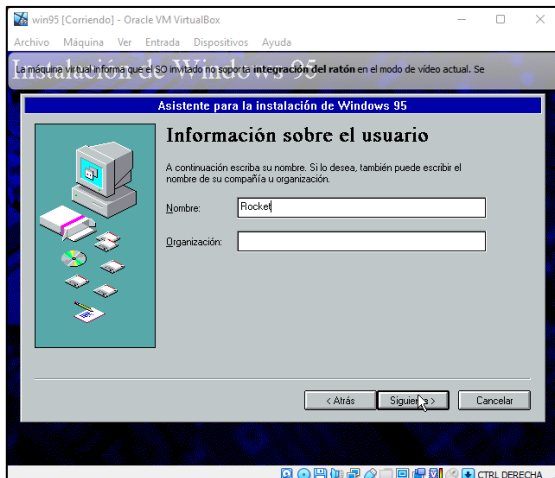 win95 [Corriendo] - Oracle VM VirtualBox
Archivo Máquina Ver Entrada Dispositivos Ayuda
Instalación de Windows 95
La máquina virtual informa que el SO invitado no soporta integración del ratón en el modo de vídeo actual. Se
Asistente para la instalación de Windows 95
Información sobre el usuario
A continuación escriba su nombre. Si lo desea, también puede escribir el
nombre de su compañía u organización.
Nombre: Rocket
Organización:
< Atrás Siguiente > Cancelar
CTRL DERECHA